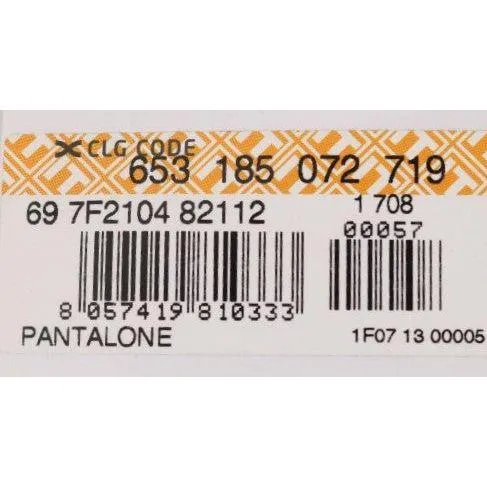 CLG CODE
653 185 072 719
69 7F2104 82112
1 708
00057
8 057419 810333
PANTALONE
1F07 13 00005